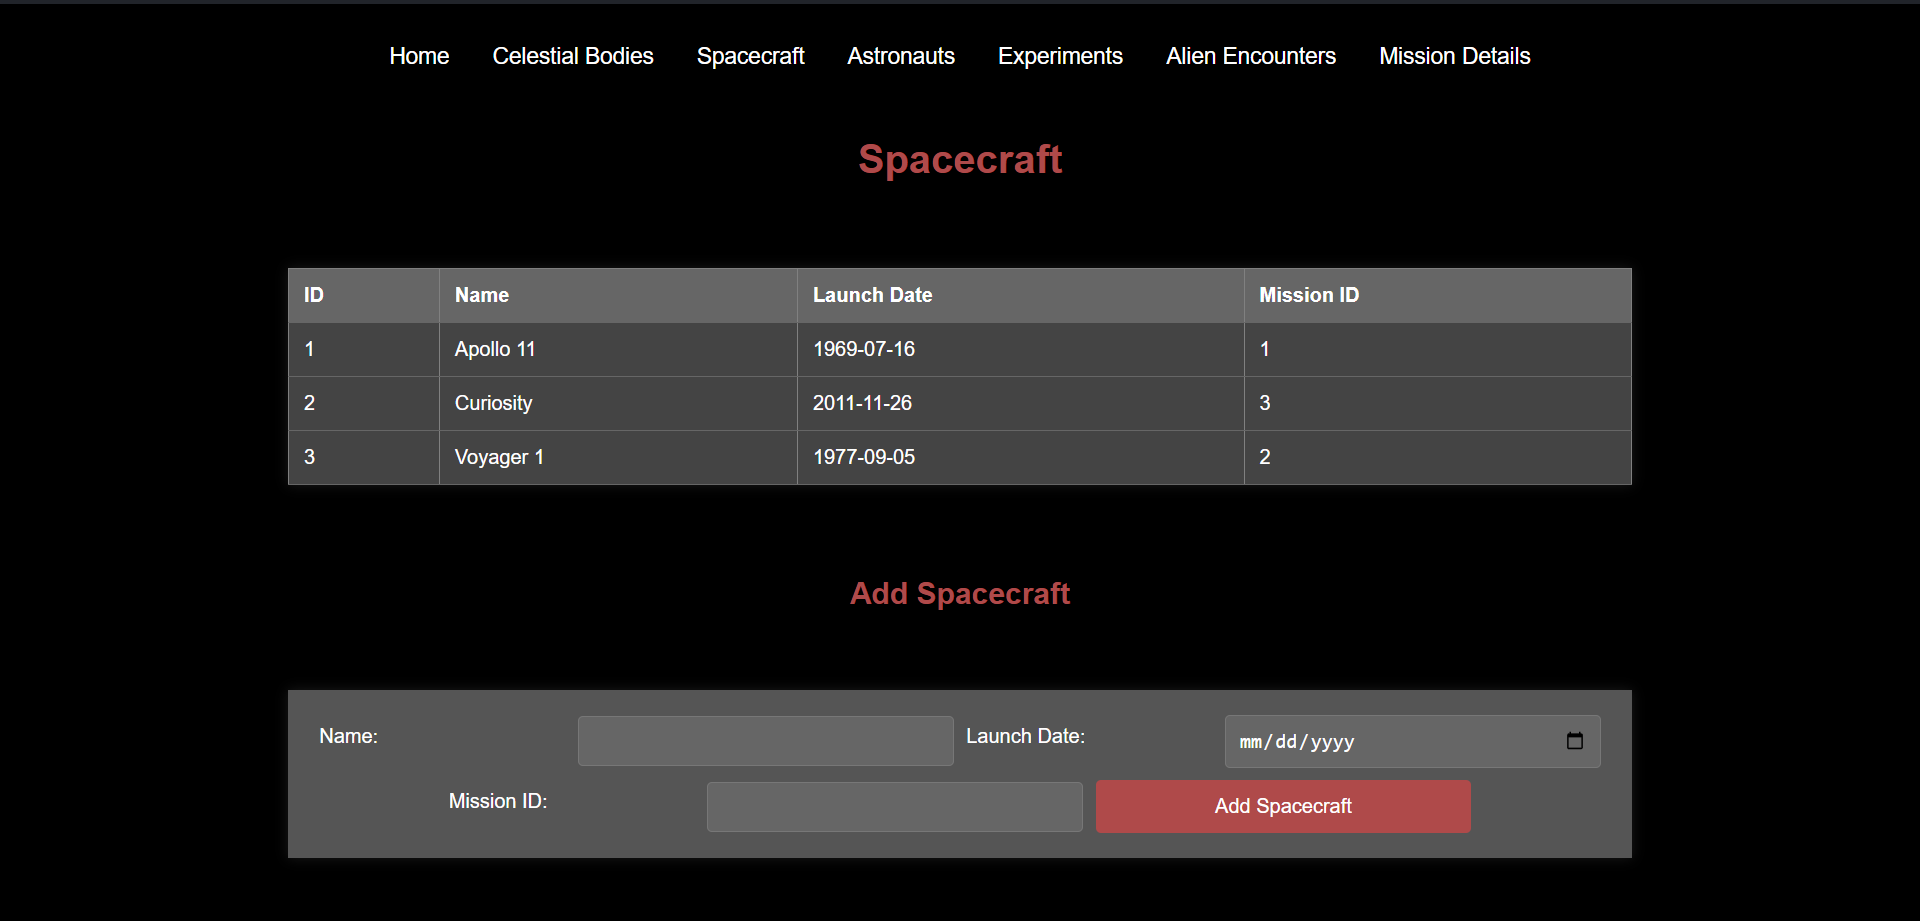 Home Celestial Bodies Spacecraft Astronauts Experiments Alien Encounters Mission Details
Spacecraft
ID Name Launch Date Mission ID
1 Apollo 11 1969-07-16 1
2 Curiosity 2011-11-26 3
3 Voyager 1 1977-09-05 2
Add Spacecraft
Name: Launch Date: mm/dd/yyyy
Mission ID: Add Spacecraft